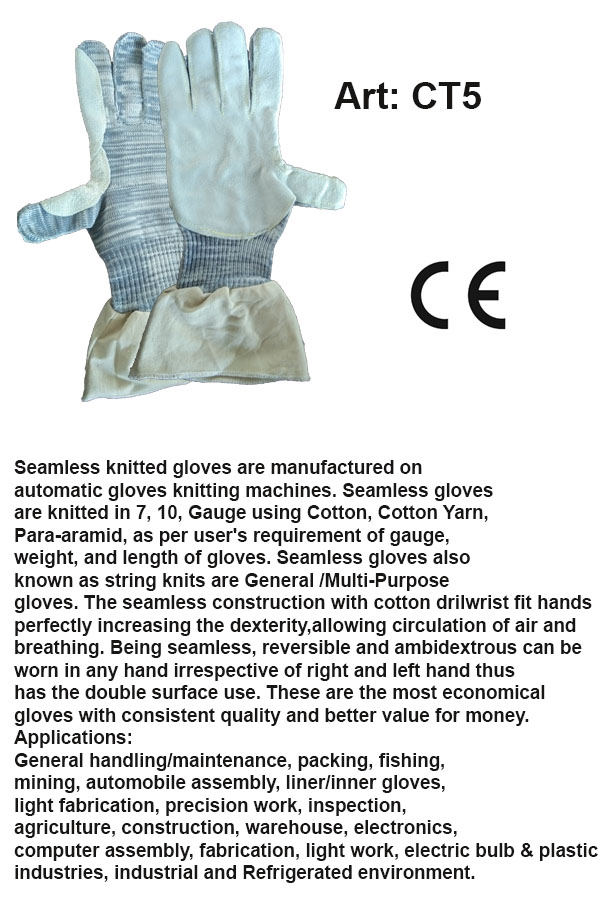 Art: CT5
CE
Seamless knitted gloves are manufactured on
automatic gloves knitting machines. Seamless gloves
are knitted in 7, 10, Gauge using Cotton, Cotton Yarn,
Para-aramid, as per user's requirement of gauge,
weight, and length of gloves. Seamless gloves also
known as string knits are General /Multi-Purpose
gloves. The seamless construction with cotton drilwrist fit hands
perfectly increasing the dexterity,allowing circulation of air and
breathing. Being seamless, reversible and ambidextrous can be
worn in any hand irrespective of right and left hand thus
has the double surface use. These are the most economical
gloves with consistent quality and better value for money.
Applications:
General handling/maintenance, packing, fishing,
mining, automobile assembly, liner/inner gloves,
light fabrication, precision work, inspection,
agriculture, construction, warehouse, electronics,
computer assembly, fabrication, light work, electric bulb & plastic
industries, industrial and Refrigerated environment.